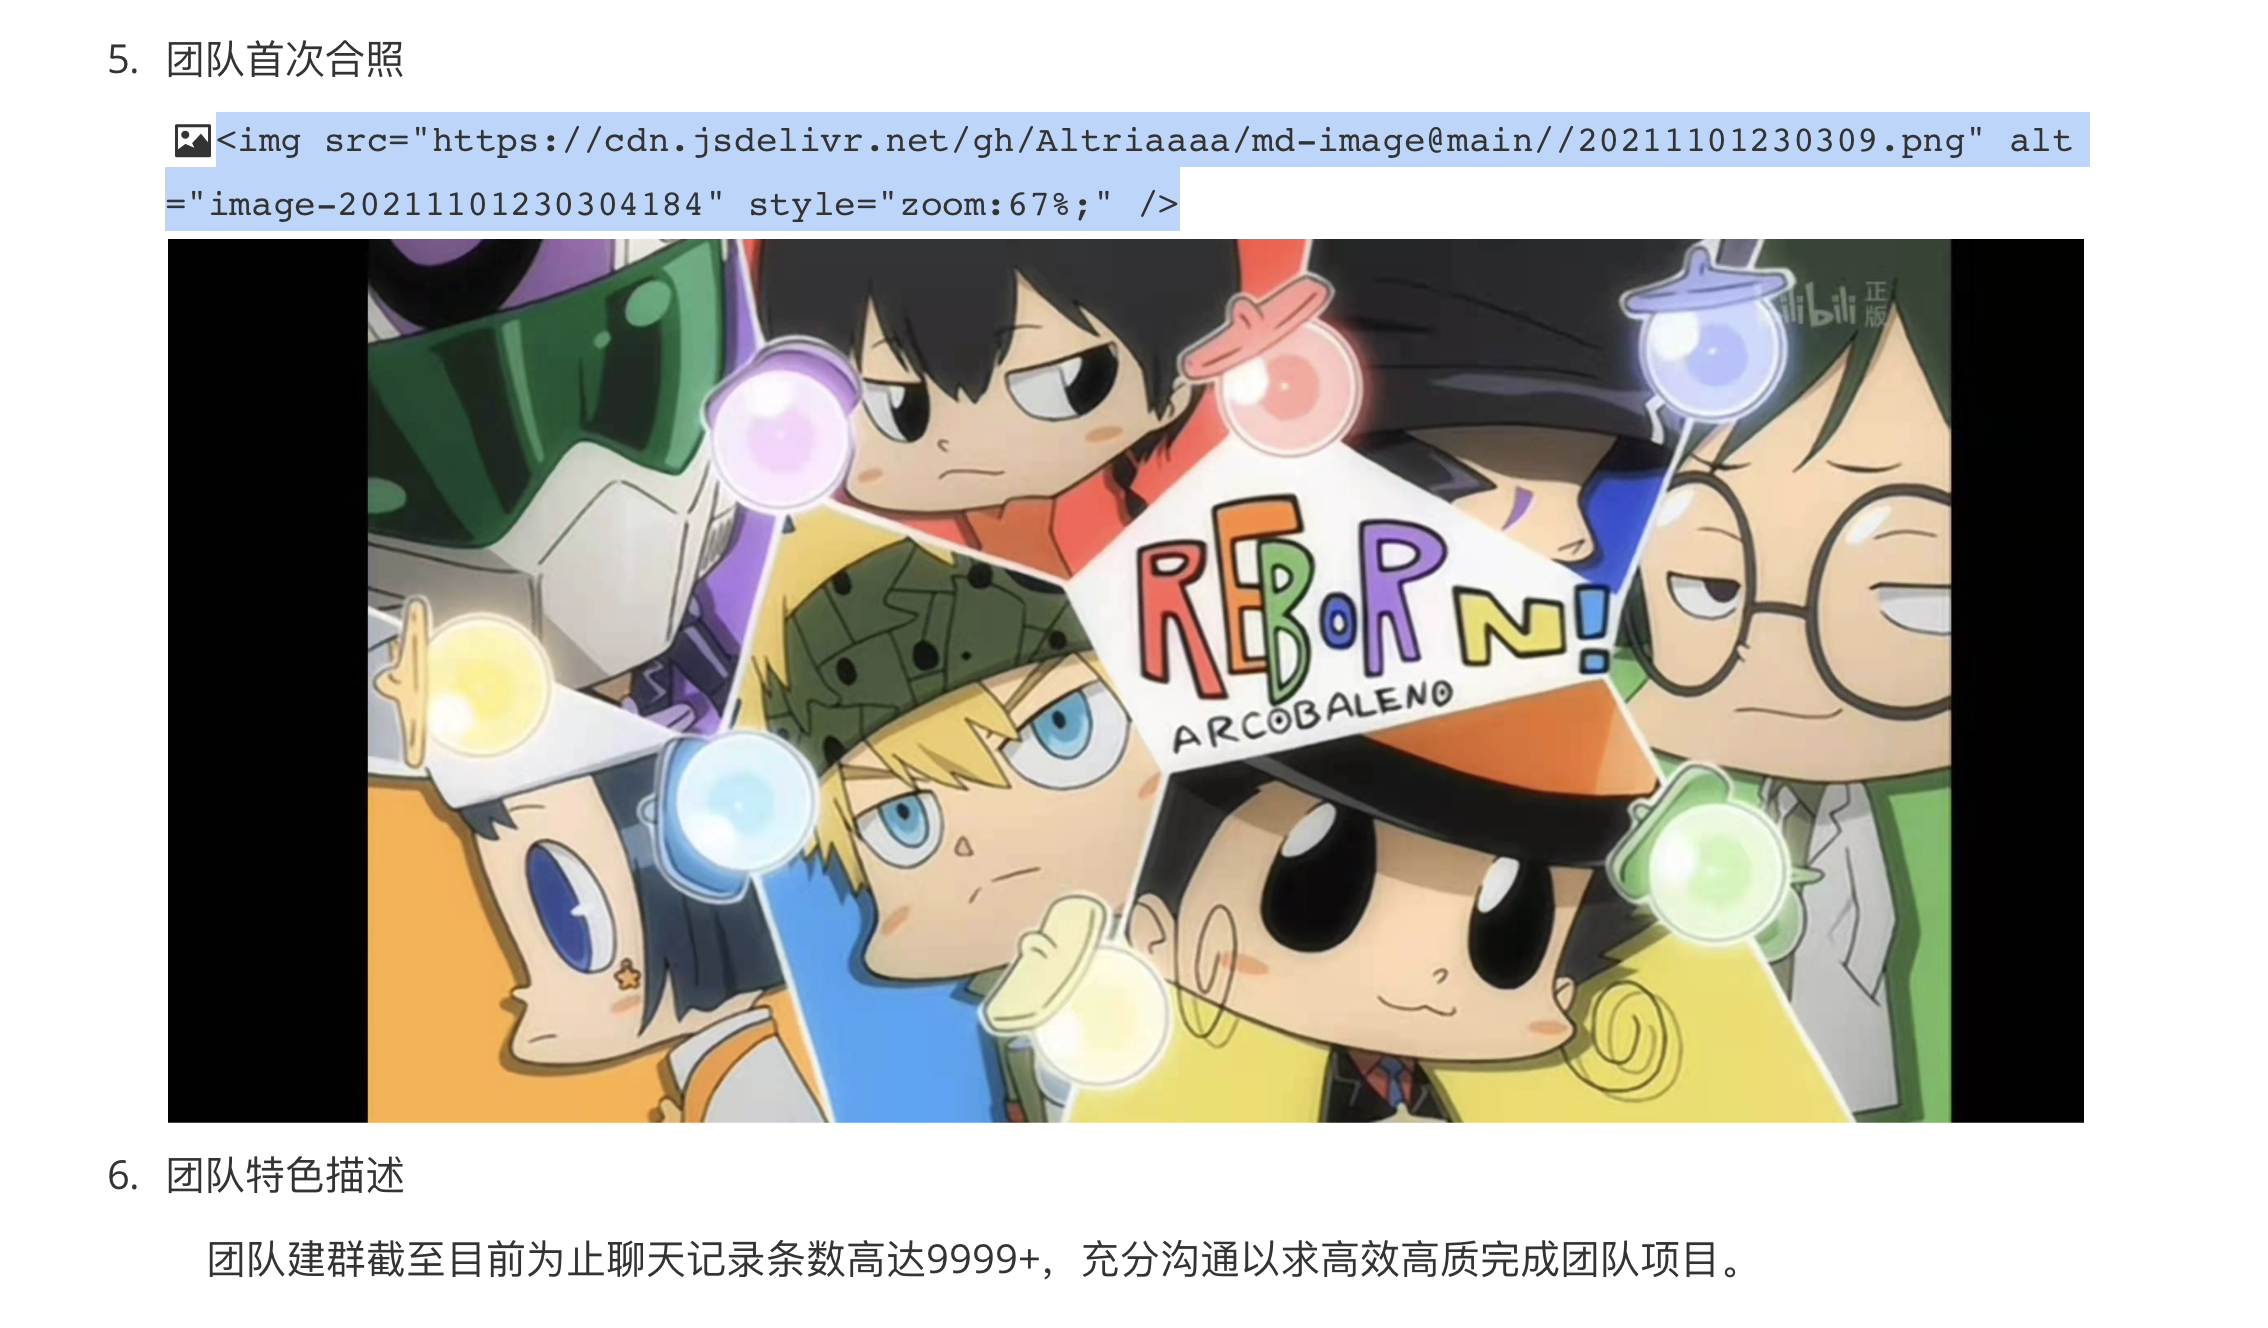 5. 团队首次合照
<img src="https://cdn.jsdelivr.net/gh/Altriaaaa/md-image@main//20211101230309.png" alt
="image-20211101230304184" style="zoom:67%;" />
bilibili 正版
REBORN!
ARCOBALENO
6. 团队特色描述
团队建群截至目前为止聊天记录条数高达9999+，充分沟通以求高效高质完成团队项目。